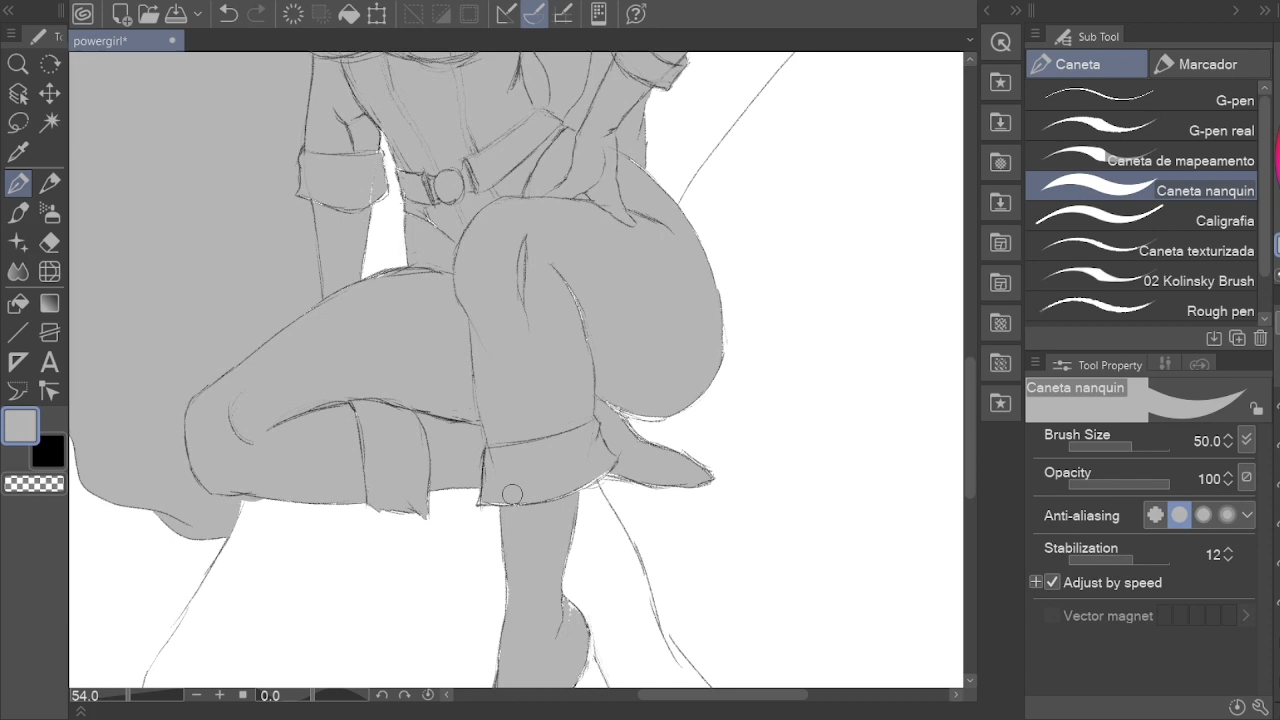 powergirl*
Sub Tool
Caneta
Marcador
G-pen
G-pen real
Caneta de mapeamento
Caneta nanquin
Caligrafia
Caneta texturizada
02 Kolinsky Brush
Rough pen
Tool Property
Caneta nanquin
Brush Size 50.0
Opacity 100
Anti-aliasing
Stabilization 12
Adjust by speed
Vector magnet
54.0 0.0